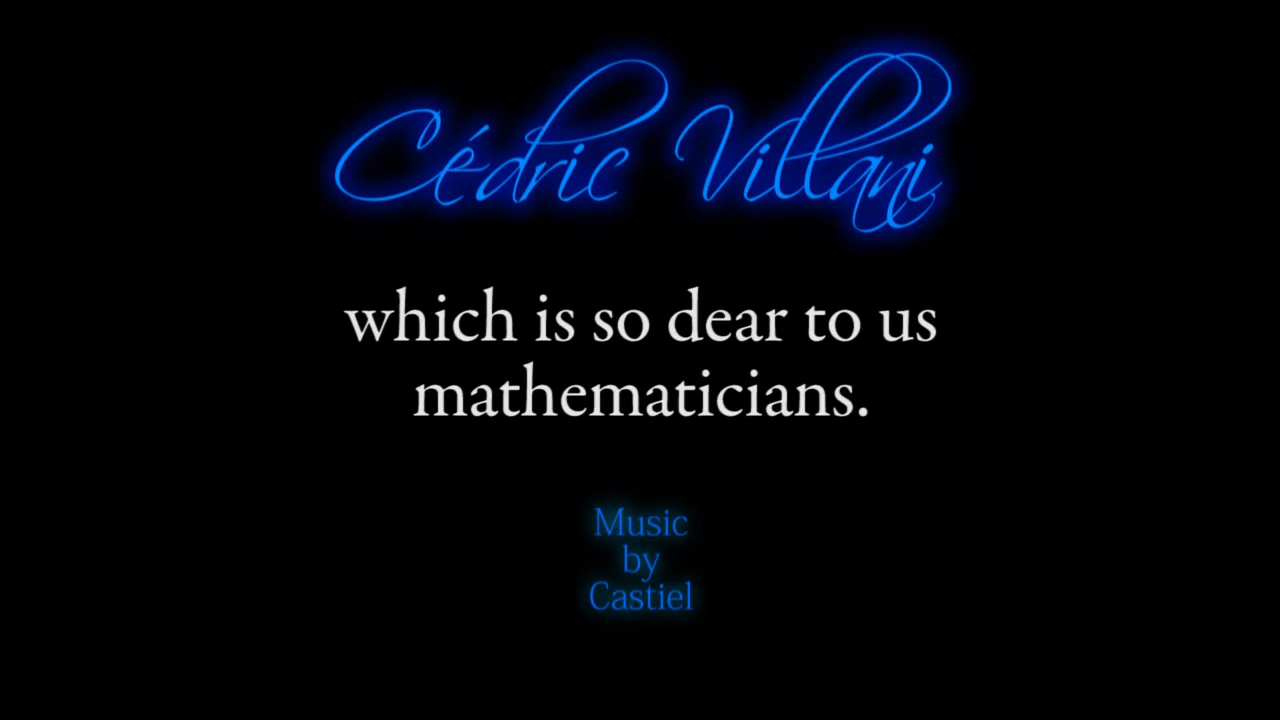 Cédric Villani
which is so dear to us
mathematicians.
Music
by
Castiel